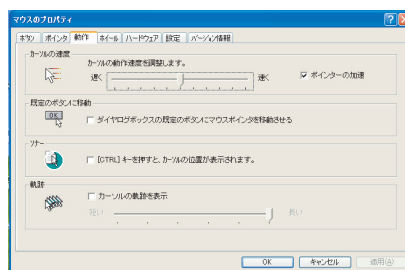 マウスのプロパティ
ボタン ポインタ 動作 ホイール ハードウェア 設定 バージョン情報
カーソルの速度
カーソルの動作速度を調整します。
遅く 速く ポインターの加速
既定のボタンに移動
OK ダイアログボックスの既定のボタンにマウスポインタを移動させる
ソナー
[CTRL] キーを押すと、カーソルの位置が表示されます。
軌跡
カーソルの軌跡を表示
短い 長い
OK キャンセル 適用(A)